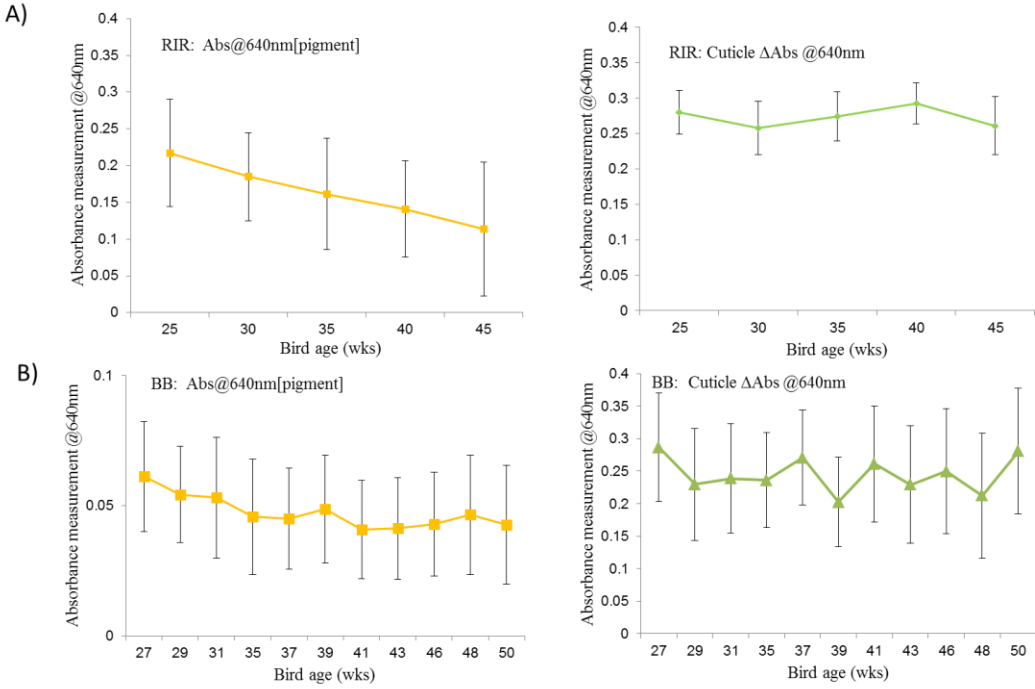 A)
RIR: Abs@640nm[pigment]
Absorbance measurement @640nm
0.4
0.35
0.3
0.25
0.2
0.15
0.1
0.05
0
25 30 35 40 45
Bird age (wks)
RIR: Cuticle ΔAbs @640nm
Absorbance measurement @640nm
0.4
0.35
0.3
0.25
0.2
0.15
0.1
0.05
0
25 30 35 40 45
Bird age (wks)
B)
BB: Abs@640nm[pigment]
Absorbance measurement @640nm
0.1
0.05
0
27 29 31 35 37 39 41 43 46 48 50
Bird age (wks)
BB: Cuticle ΔAbs @640nm
Absorbance measurement @640nm
0.4
0.35
0.3
0.25
0.2
0.15
0.1
0.05
0
27 29 31 35 37 39 41 43 46 48 50
Bird age (wks)